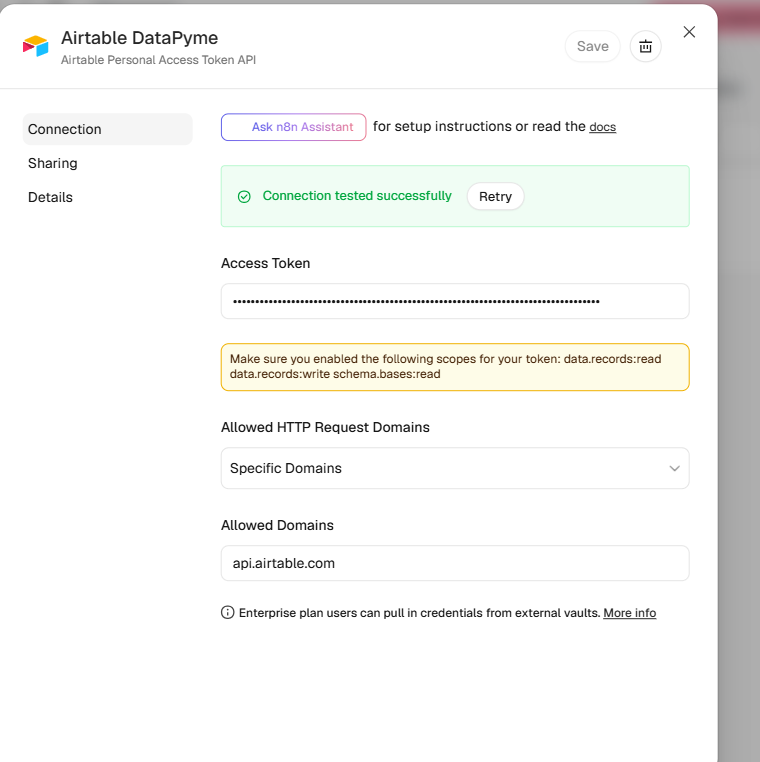 Airtable DataPyme
Airtable Personal Access Token API
Save
Connection
Sharing
Details
Ask n8n Assistant for setup instructions or read the docs
Connection tested successfully Retry
Access Token
Make sure you enabled the following scopes for your token: data.records:read
data.records:write schema.bases:read
Allowed HTTP Request Domains
Specific Domains
Allowed Domains
api.airtable.com
Enterprise plan users can pull in credentials from external vaults. More info